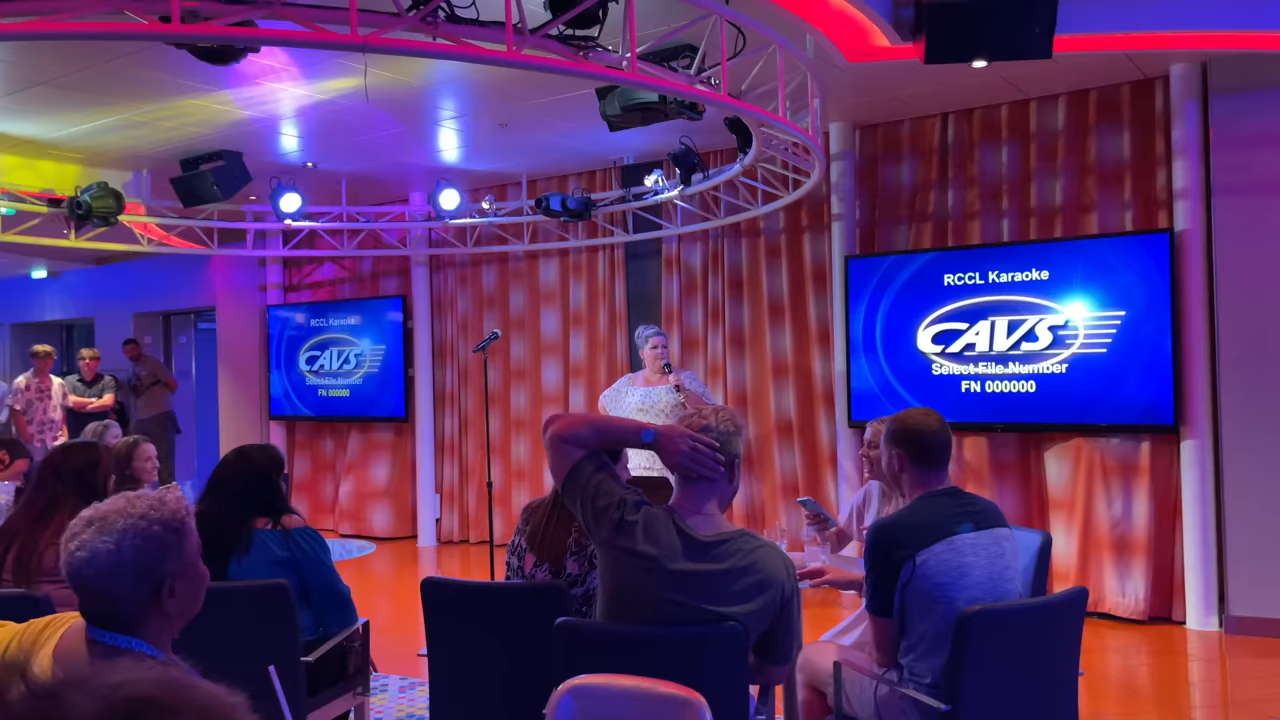 RCCL Karaoke
CAVS
Select File Number
FN 000000
RCCL Karaoke
CAVS
Select File Number
FN 000000